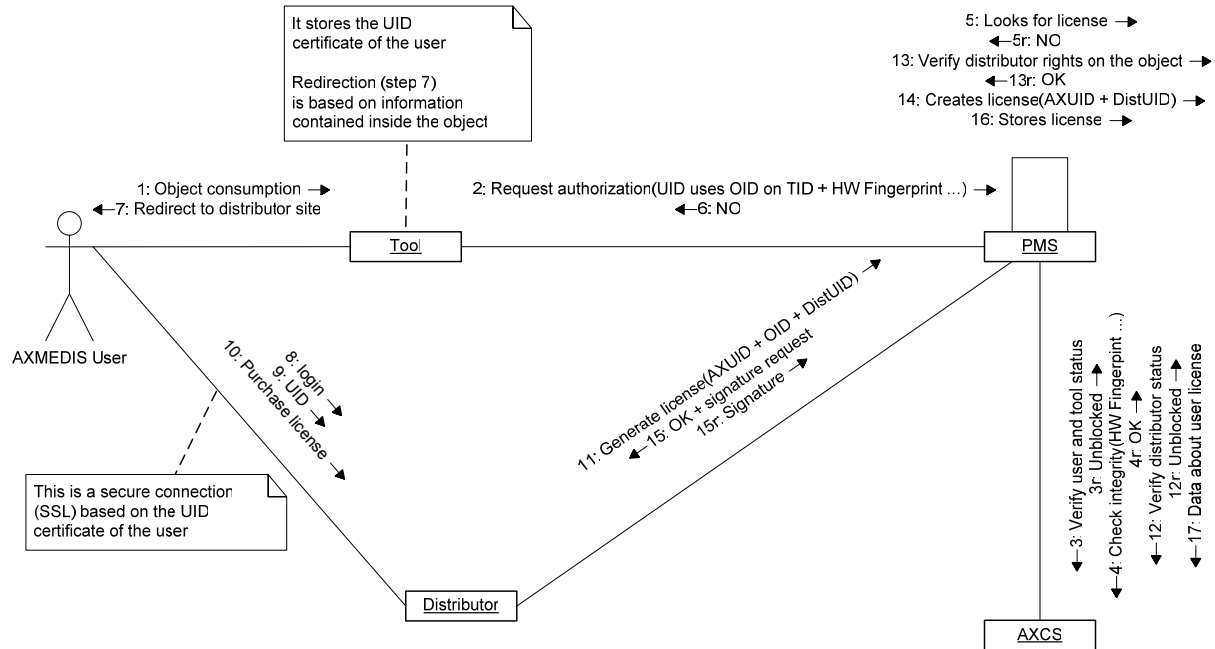 It stores the UID
certificate of the user
Redirection (step 7)
is based on information
contained inside the object
5: Looks for license
5r: NO
13: Verify distributor rights on the object
13r: OK
14: Creates license(AXUID + DistUID)
16: Stores license
1: Object consumption
7: Redirect to distributor site
2: Request authorization(UID uses OID on TID + HW Fingerprint ...)
6: NO
Tool
PMS
AXMEDIS User
8: login
9: UID
10: Purchase license
11: Generate license(AXUID + OID + DistUID)
15: OK + signature request
15r: Signature
3: Verify user and tool status
3r: Unblocked
4: Check integrity(HW Fingerpint ...)
4r: OK
12: Verify distributor status
12r: Unblocked
17: Data about user license
This is a secure connection
(SSL) based on the UID
certificate of the user
Distributor
AXCS